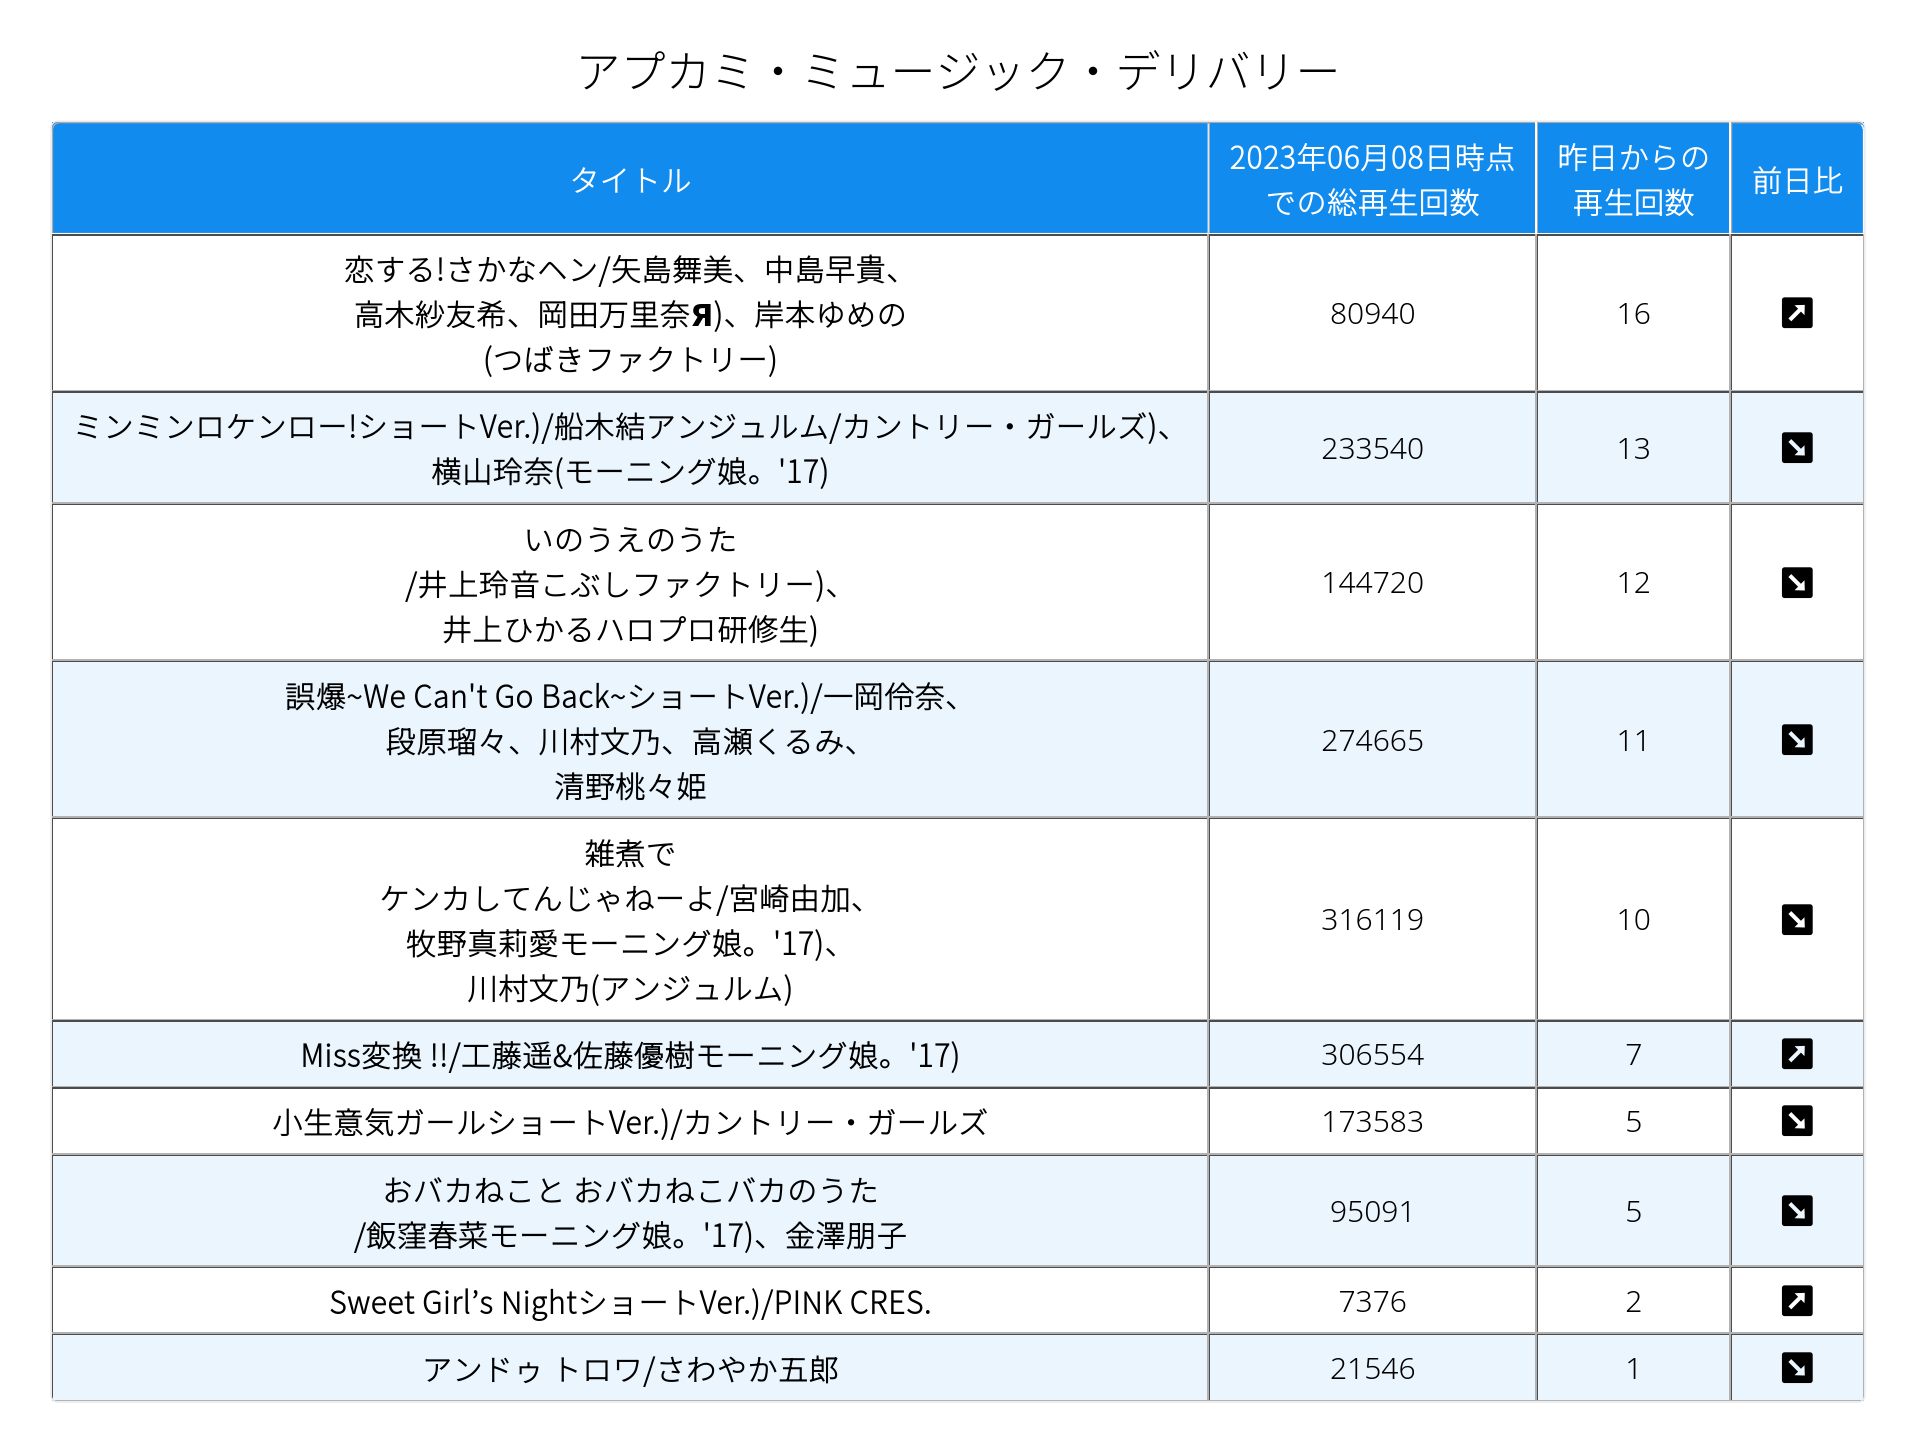 アプカミ・ミュージック・デリバリー
タイトル
2023年06月08日時点
での総再生回数
昨日からの
再生回数
前日比
恋する!さかなヘン/矢島舞美、中島早貴、
高木紗友希、岡田万里奈Я)、岸本ゆめの
(つばきファクトリー)
80940
16
ミンミンロケンロー!ショートVer.)/船木結アンジュルム/カントリー・ガールズ)、
横山玲奈(モーニング娘。'17)
233540
13
いのうえのうた
/井上玲音こぶしファクトリー)、
井上ひかるハロプロ研修生)
144720
12
誤爆~We Can't Go Back~ショートVer.)/一岡伶奈、
段原瑠々、川村文乃、高瀬くるみ、
清野桃々姫
274665
11
雑煮で
ケンカしてんじゃねーよ/宮崎由加、
牧野真莉愛モーニング娘。'17)、
川村文乃(アンジュルム)
316119
10
Miss変換 !!/工藤遥&佐藤優樹モーニング娘。'17)
306554
7
小生意気ガールショートVer.)/カントリー・ガールズ
173583
5
おバカねこと おバカねこバカのうた
/飯窪春菜モーニング娘。'17)、金澤朋子
95091
5
Sweet Girl’s NightショートVer.)/PINK CRES.
7376
2
アンドゥ トロワ/さわやか五郎
21546
1